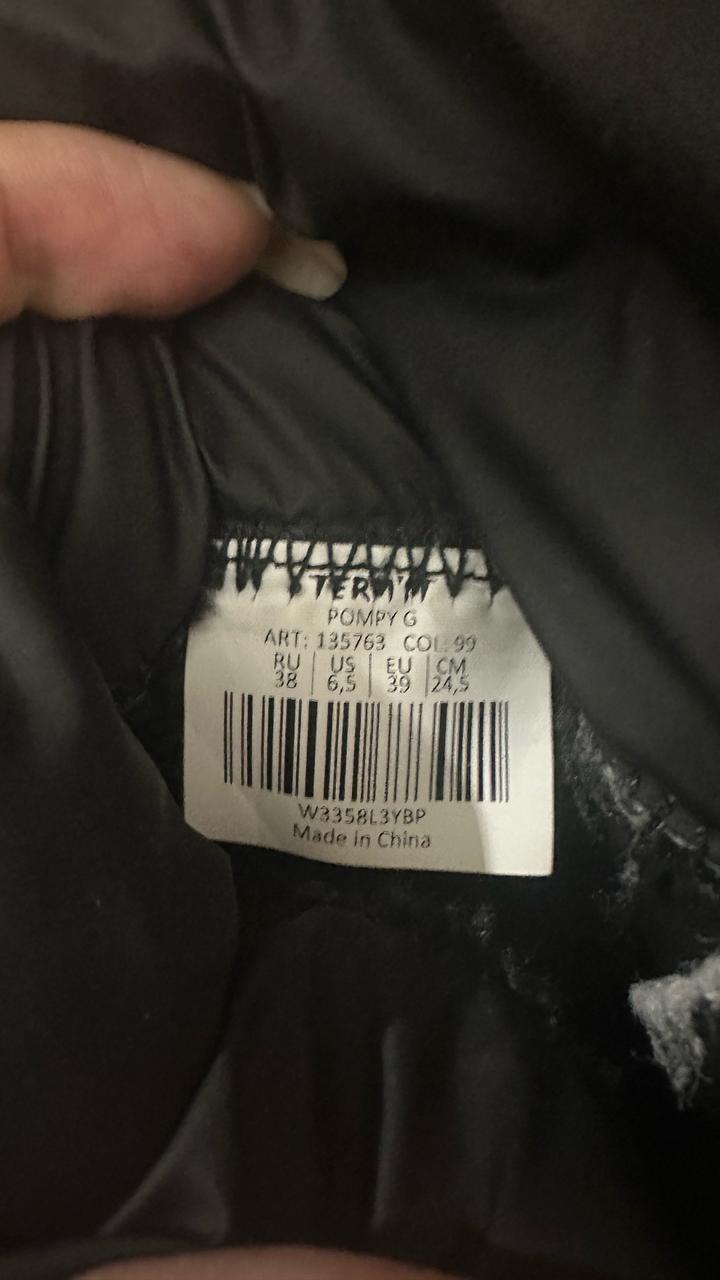 TERMIT
POMPY G
ART: 135763 COL: 99
RU US EU CM
38 6,5 39 24,5
W3358L3YBP
Made in China